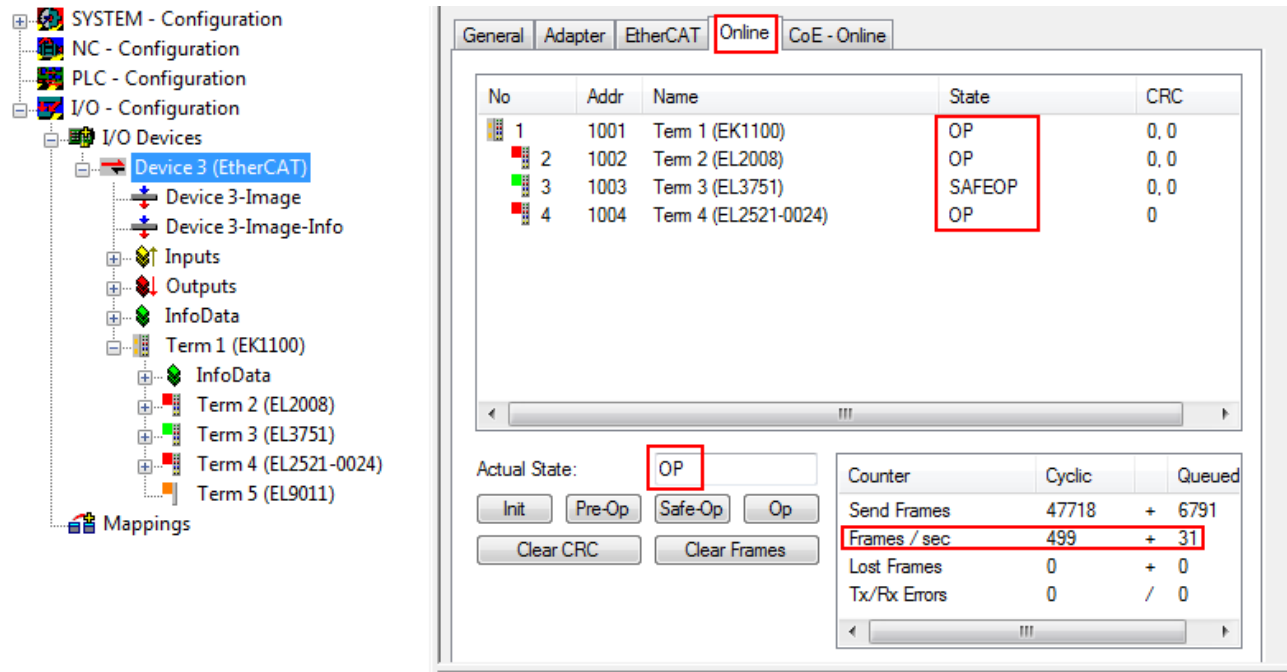 SYSTEM - Configuration
NC - Configuration
PLC - Configuration
I/O - Configuration
I/O Devices
Device 3 (EtherCAT)
Device 3-Image
Device 3-Image-Info
Inputs
Outputs
InfoData
Term 1 (EK1100)
InfoData
Term 2 (EL2008)
Term 3 (EL3751)
Term 4 (EL2521-0024)
Term 5 (EL9011)
Mappings
General Adapter EtherCAT Online CoE - Online
No Addr Name State CRC
1 1001 Term 1 (EK1100) OP 0, 0
2 1002 Term 2 (EL2008) OP 0, 0
3 1003 Term 3 (EL3751) SAFEOP 0, 0
4 1004 Term 4 (EL2521-0024) OP 0
Actual State: OP
Init Pre-Op Safe-Op Op
Clear CRC Clear Frames
Counter Cyclic Queued
Send Frames 47718 + 6791
Frames / sec 499 + 31
Lost Frames 0 + 0
Tx/Rx Errors 0 / 0